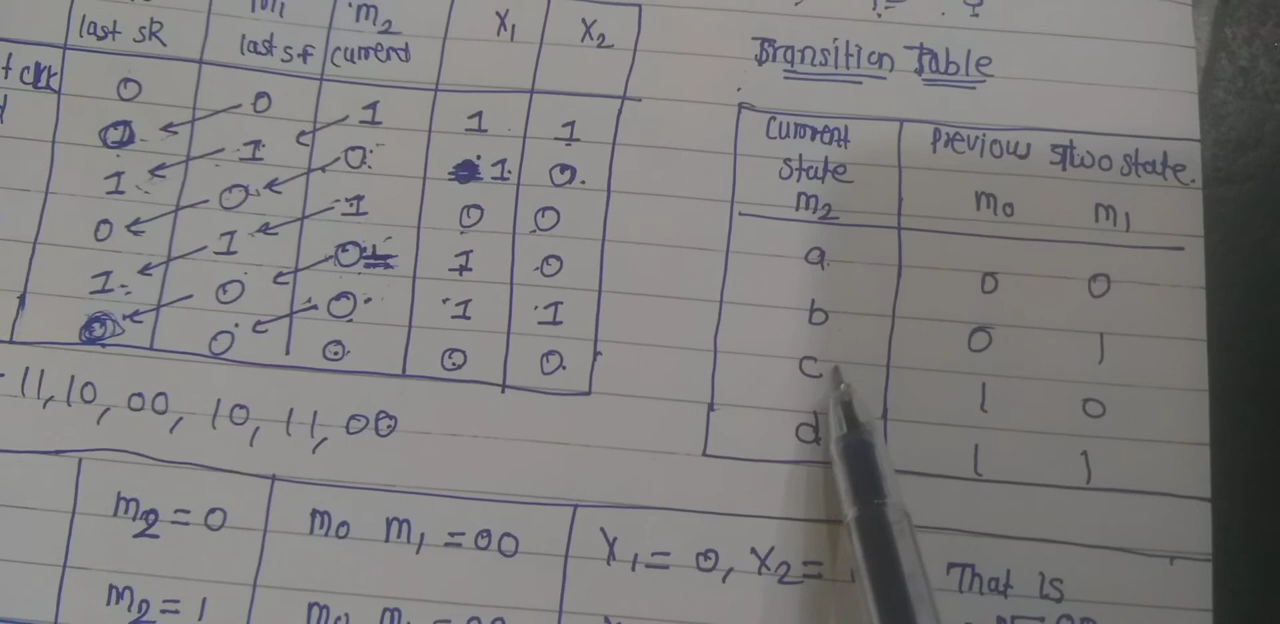 last SR last sf m2 current X1 X2
0 0 1 1 1
0 1 0 1 0
1 0 1 0 0
0 1 0 1 0
1 0 0 1 1
0 0 0 0 0
11, 10, 00, 10, 11, 00
Transition Table
Current state m2 Previous two state.
m0 m1
a 0 0
b 0 1
c 1 0
d 1 1
m2 = 0 m0 m1 = 00 X1 = 0, X2 = That is
m2 = 1